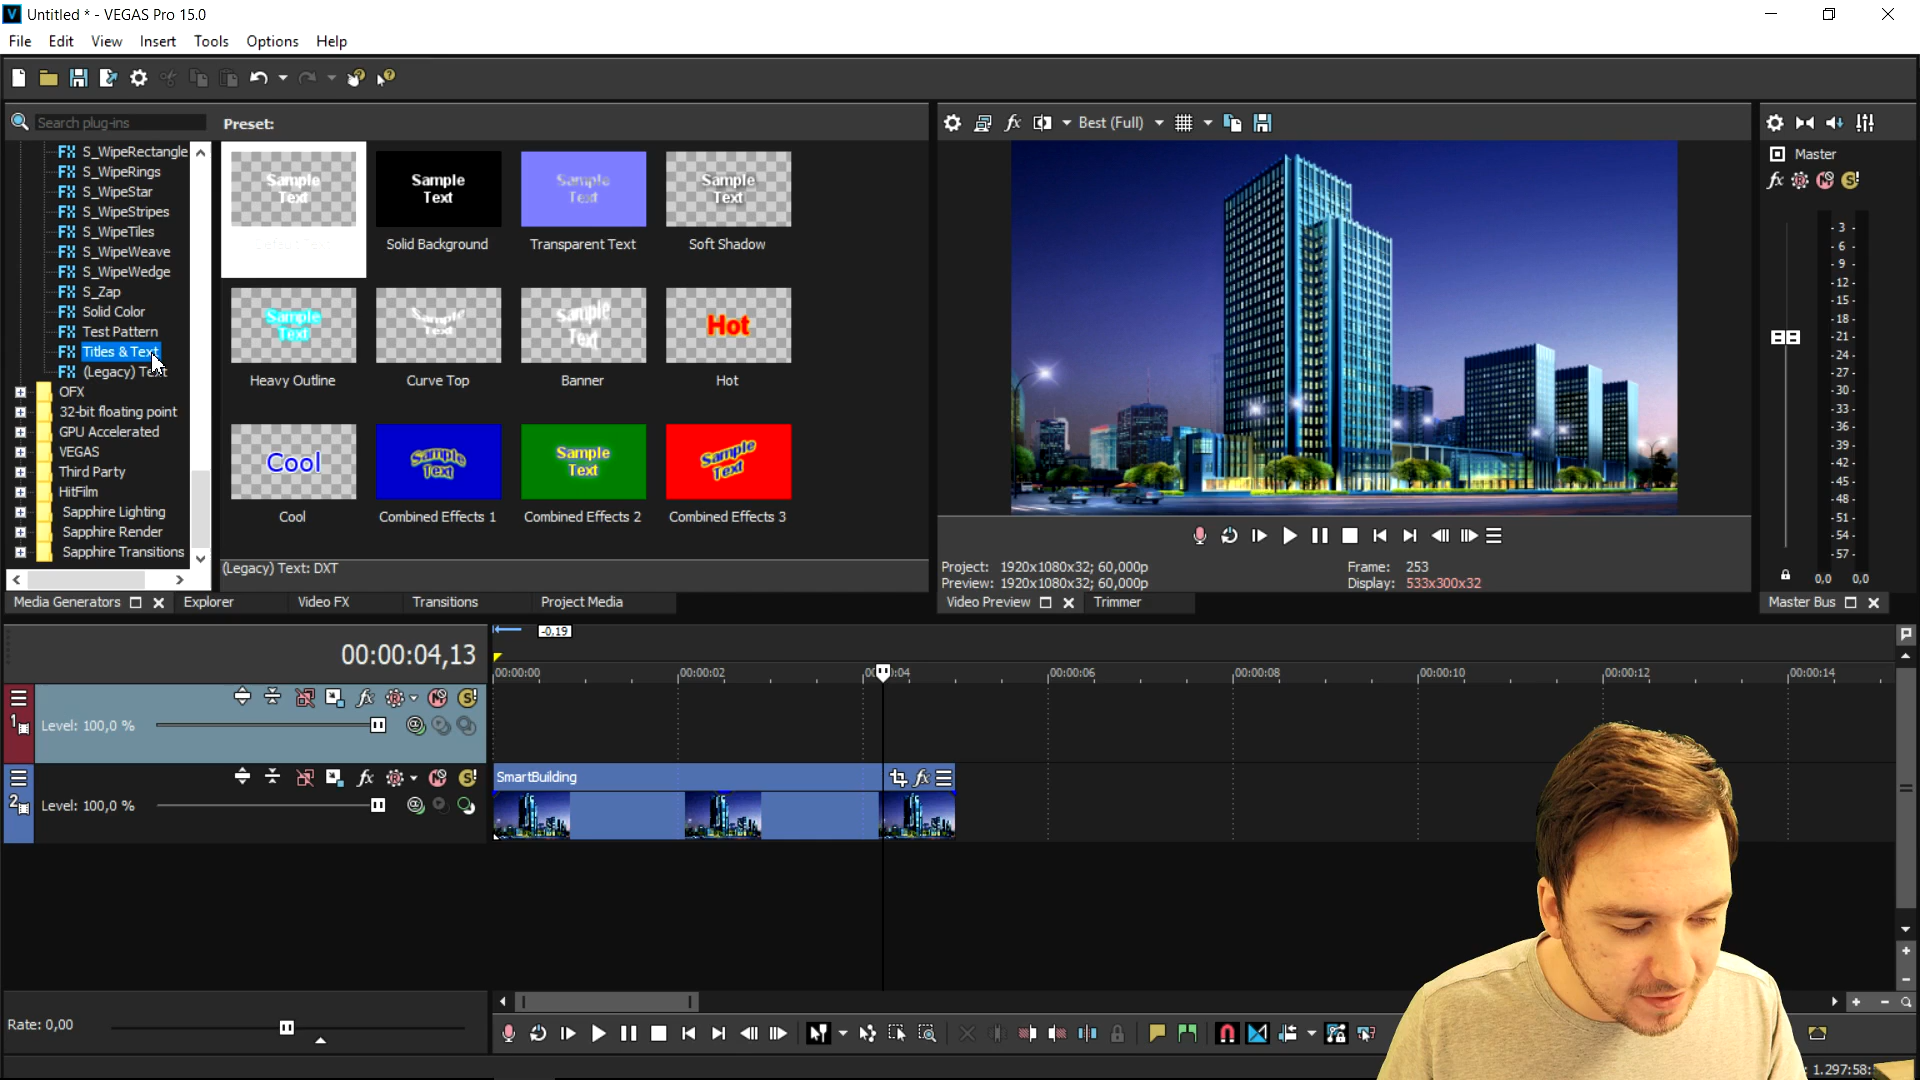 Untitled * - VEGAS Pro 15.0
File Edit View Insert Tools Options Help
Search plug-ins
Preset:
S_WipeRectangle
S_WipeRings
S_WipeStar
S_WipeStripes
S_WipeTiles
S_WipeWeave
S_WipeWedge
S_Zap
Solid Color
Test Pattern
Titles & Text
(Legacy) Text
OFX
32-bit floating point
GPU Accelerated
VEGAS
Third Party
HitFilm
Sapphire Lighting
Sapphire Render
Sapphire Transitions
Sample Text
Sample Text
Sample Text
Sample Text
Solid Background
Transparent Text
Soft Shadow
Sample Text
Sample Text
Sample Text
Hot
Heavy Outline
Curve Top
Banner
Hot
Cool
Sample Text
Sample Text
Sample Text
Cool
Combined Effects 1
Combined Effects 2
Combined Effects 3
(Legacy) Text: DXT
Media Generators
Explorer
Video FX
Transitions
Project Media
Best (Full)
Project: 1920x1080x32; 60,000p
Preview: 1920x1080x32; 60,000p
Frame: 253
Display: 533x300x32
Video Preview
Trimmer
Master
- 3 -
- 6 -
- 9 -
- 12 -
- 15 -
- 18 -
- 21 -
- 24 -
- 27 -
- 30 -
- 33 -
- 36 -
- 39 -
- 42 -
- 45 -
- 48 -
- 51 -
- 54 -
- 57 -
0,0 0,0
Master Bus
00:00:04,13
-0.19
00:00:00
00:00:02
:04
00:00:06
00:00:08
00:00:10
00:00:12
00:00:14
1
Level: 100,0 %
SmartBuilding
2
Level: 100,0 %
Rate: 0,00
1.297:58: